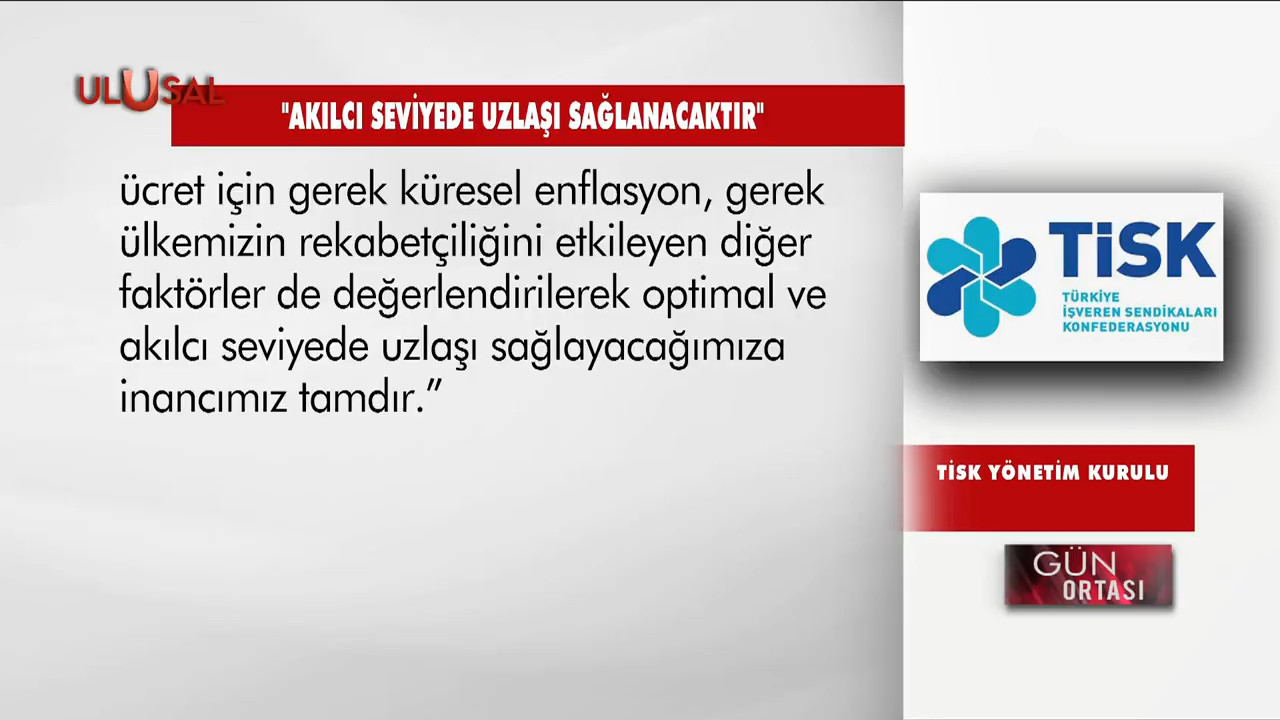 ULUSAL
"AKILCI SEVİYEDE UZLAŞI SAĞLANACAKTIR"
ücret için gerek küresel enflasyon, gerek
ülkemizin rekabetçiliğini etkileyen diğer
faktörler de değerlendirilerek optimal ve
akılcı seviyede uzlaşı sağlayacağımıza
inancımız tamdır.”
TİSK
TÜRKİYE
İŞVEREN SENDİKALARI
KONFEDERASYONU
TİSK YÖNETİM KURULU
GÜN
ORTASI